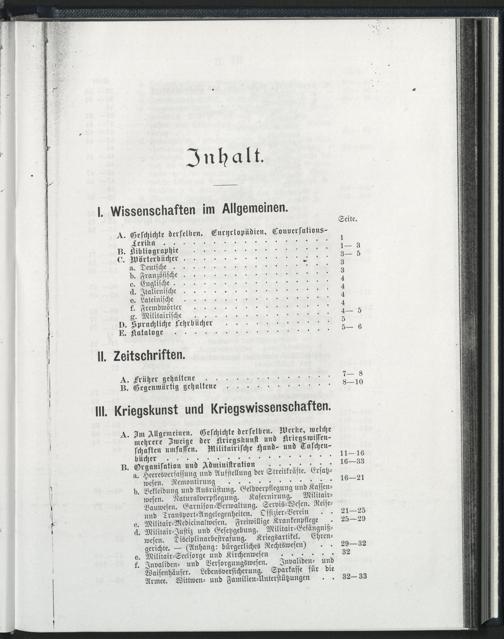 Inhalt.
I. Wissenschaften im Allgemeinen.
Seite.
A. Geschichte derselben. Encyclopädien, Conversations-
Lexika . . . 1
B. Bibliographie . . . 1— 3
C. Wörterbücher . . . 3— 5
a. Deutsche . . . 3
b. Französische . . . 3
c. Englische . . . 4
d. Italienische . . . 4
e. Lateinische . . . 4
f. Fremdwörter . . . 4
g. Militairische . . . 4— 5
D. Sprachliche Lehrbücher . . . 5
E. Kataloge . . . 5— 6
II. Zeitschriften.
A. Früher gehaltene . . . 7— 8
B. Gegenwärtig gehaltene . . . 8—10
III. Kriegskunst und Kriegswissenschaften.
A. Im Allgemeinen. Geschichte derselben. Werke, welche
mehrere Zweige der Kriegskunst und Kriegswissen-
schaften umfassen. Militairische Hand- und Taschen-
bücher . . . 11—16
B. Organisation und Administration . . . 16—33
a. Heeresverfassung und Aufstellung der Streitkräfte. Ersatz-
wesen. Remontirung . . . 16—21
b. Bekleidung und Ausrüstung. Geldverpflegung und Kassen-
wesen. Naturalverpflegung. Kasernirung. Militair-
Bauwesen. Garnison-Verwaltung. Servis-Wesen. Reise-
und Transport-Angelegenheiten. Offizier-Verein . . 21—25
c. Militair-Medicinalwesen. Freiwillige Krankenpflege . 25—29
d. Militair-Justiz und Gesetzgebung. Militair-Gefängniß-
wesen. Disciplinarbestrafung. Kriegsartikel. Ehren-
gerichte. — (Anhang: bürgerliches Rechtswesen) . . 29—32
e. Militair-Seelsorge und Kirchenwesen . . . 32
f. Invaliden- und Versorgungswesen. Invaliden- und
Waisenhäuser. Lebensversicherung. Sparkasse für die
Armee. Wittwen- und Familien-Unterstützungen . . 32—33